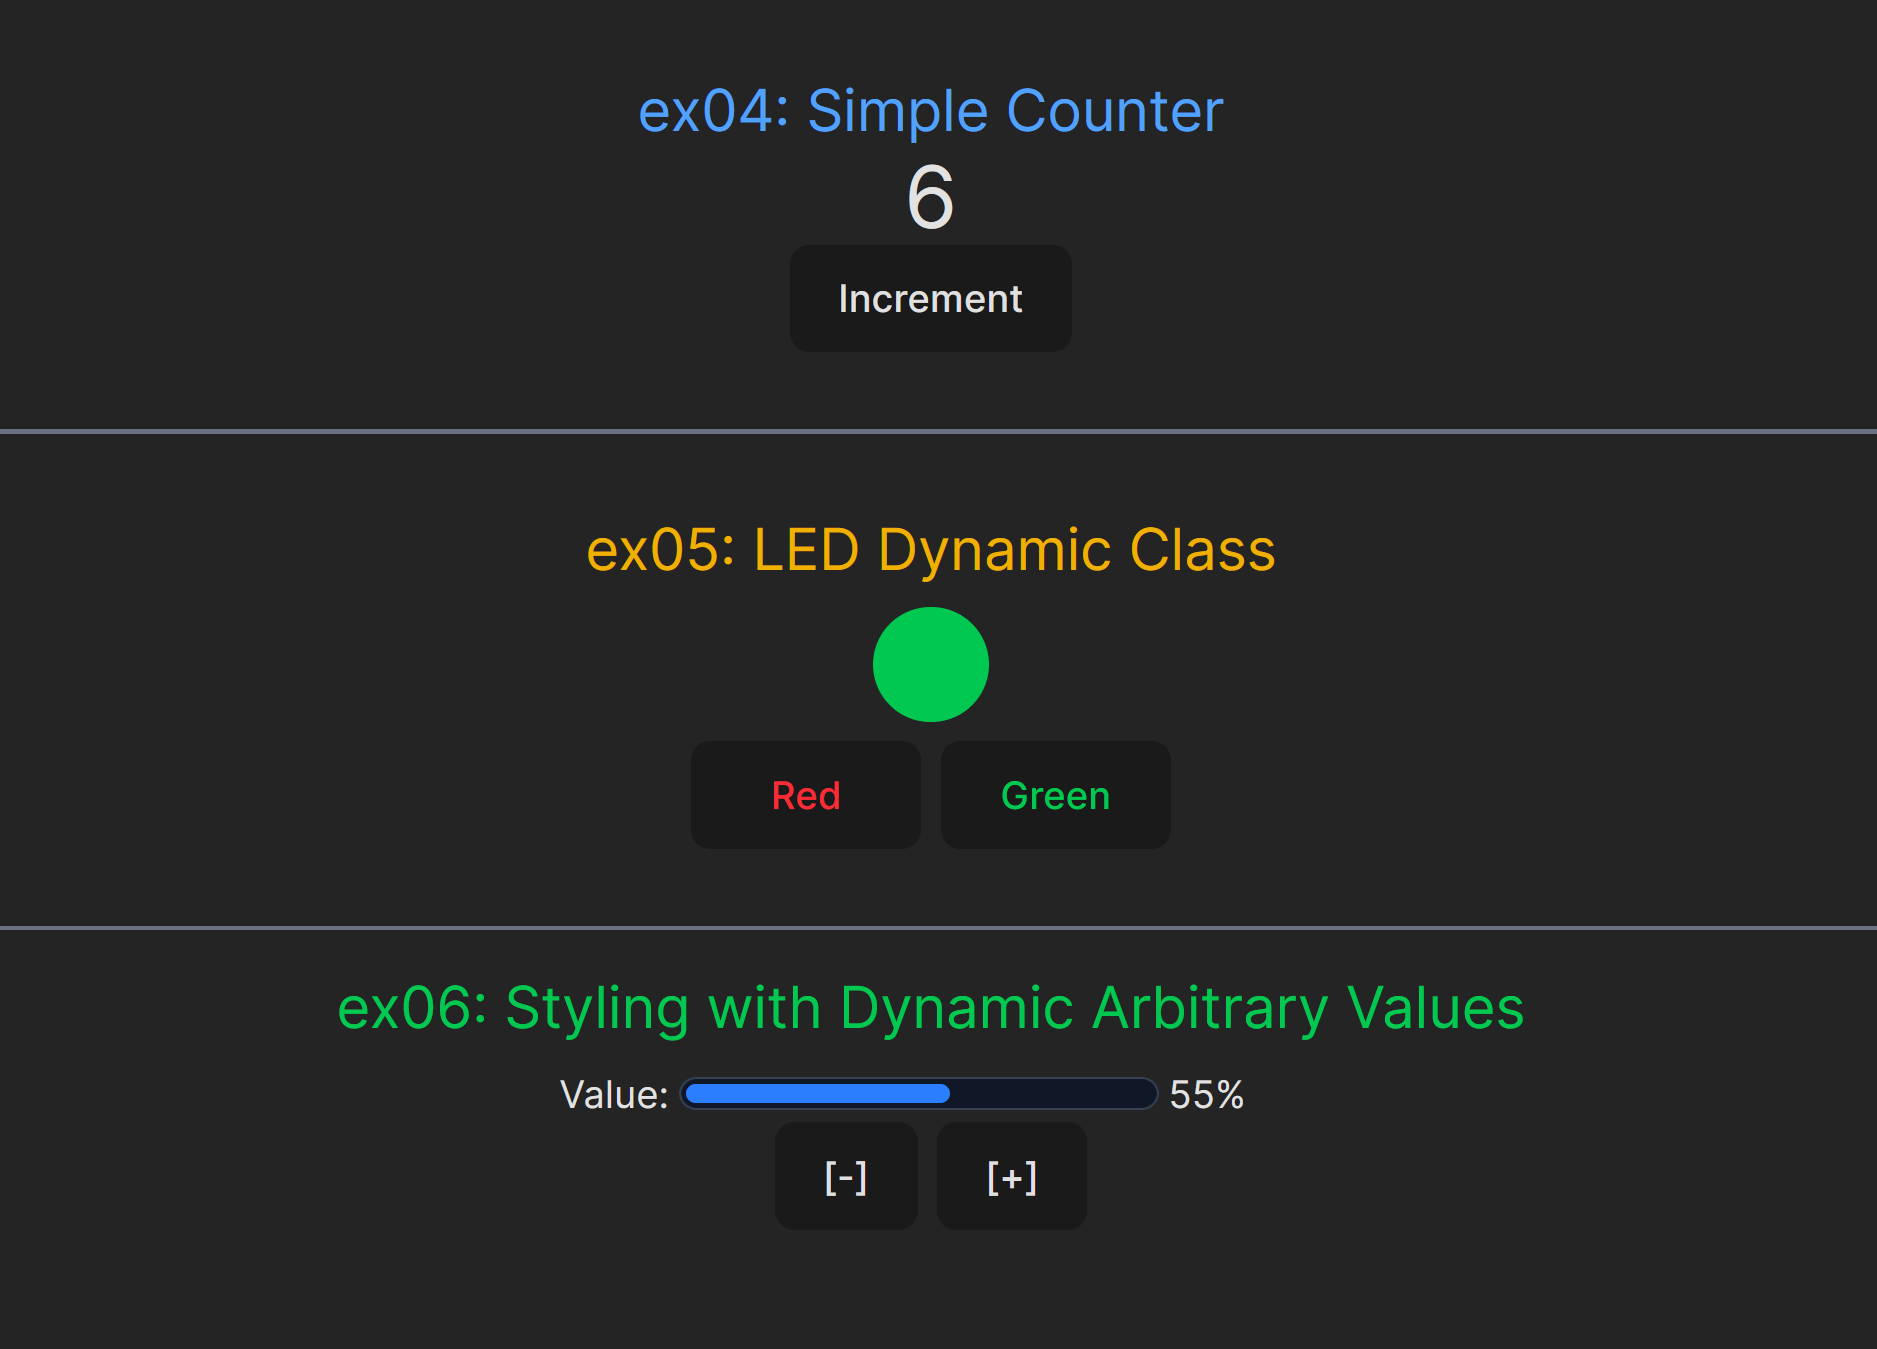 ex04: Simple Counter
6
Increment
ex05: LED Dynamic Class
Red Green
ex06: Styling with Dynamic Arbitrary Values
Value: 55%
[-] [+]